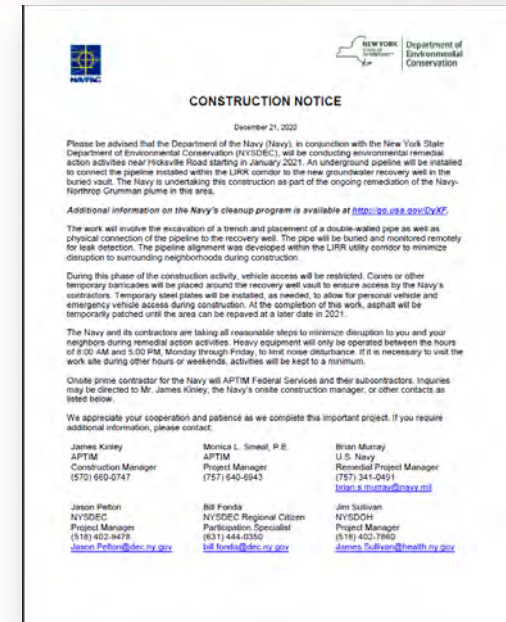 NAVFAC
NEW YORK
STATE OF
OPPORTUNITY
Department of
Environmental
Conservation
CONSTRUCTION NOTICE
December 21, 2020
Please be advised that the Department of the Navy (Navy), in conjunction with the New York State
Department of Environmental Conservation (NYSDEC), will be conducting environmental remedial
action activities near Hicksville Road starting in January 2021. An underground pipeline will be installed
to connect the pipeline installed within the LIRR corridor to the new groundwater recovery well in the
buried vault. The Navy is undertaking this construction as part of the ongoing remediation of the Navy-
Northrop Grumman plume in this area.
Additional information on the Navy's cleanup program is available at http://go.usa.gov/DyXF.
The work will involve the excavation of a trench and placement of a double-walled pipe as well as
physical connection of the pipeline to the recovery well. The pipe will be buried and monitored remotely
for leak detection. The pipeline alignment was developed within the LIRR utility corridor to minimize
disruption to surrounding neighborhoods during construction.
During this phase of the construction activity, vehicle access will be restricted. Cones or other
temporary barricades will be placed around the recovery well vault to ensure access by the Navy's
contractors. Temporary steel plates will be installed, as needed, to allow for personal vehicle and
emergency vehicle access during construction. At the completion of this work, asphalt will be
temporarily patched until the area can be repaved at a later date in 2021.
The Navy and its contractors are taking all reasonable steps to minimize disruption to you and your
neighbors during remedial action activities. Heavy equipment will only be operated between the hours
of 8:00 AM and 5:00 PM, Monday through Friday, to limit noise disturbance. If it is necessary to visit the
work site during other hours or weekends, activities will be kept to a minimum.
Onsite prime contractor for the Navy will APTIM Federal Services and their subcontractors. Inquiries
may be directed to Mr. James Kinley, the Navy's onsite construction manager, or other contacts as
listed below.
We appreciate your cooperation and patience as we complete this important project. If you require
additional information, please contact:
James Kinley
APTIM
Construction Manager
(570) 660-0747
Monica L. Smeal, P.E.
APTIM
Project Manager
(757) 640-6943
Brian Murray
U.S. Navy
Remedial Project Manager
(757) 341-0491
brian.s.murray@navy.mil
Jason Pelton
NYSDEC
Project Manager
(518) 402-9478
Jason.Pelton@dec.ny.gov
Bill Fonda
NYSDEC Regional Citizen
Participation Specialist
(631) 444-0350
bill.fonda@dec.ny.gov
Jim Sullivan
NYSDOH
Project Manager
(518) 402-7860
James.Sullivan@health.ny.gov